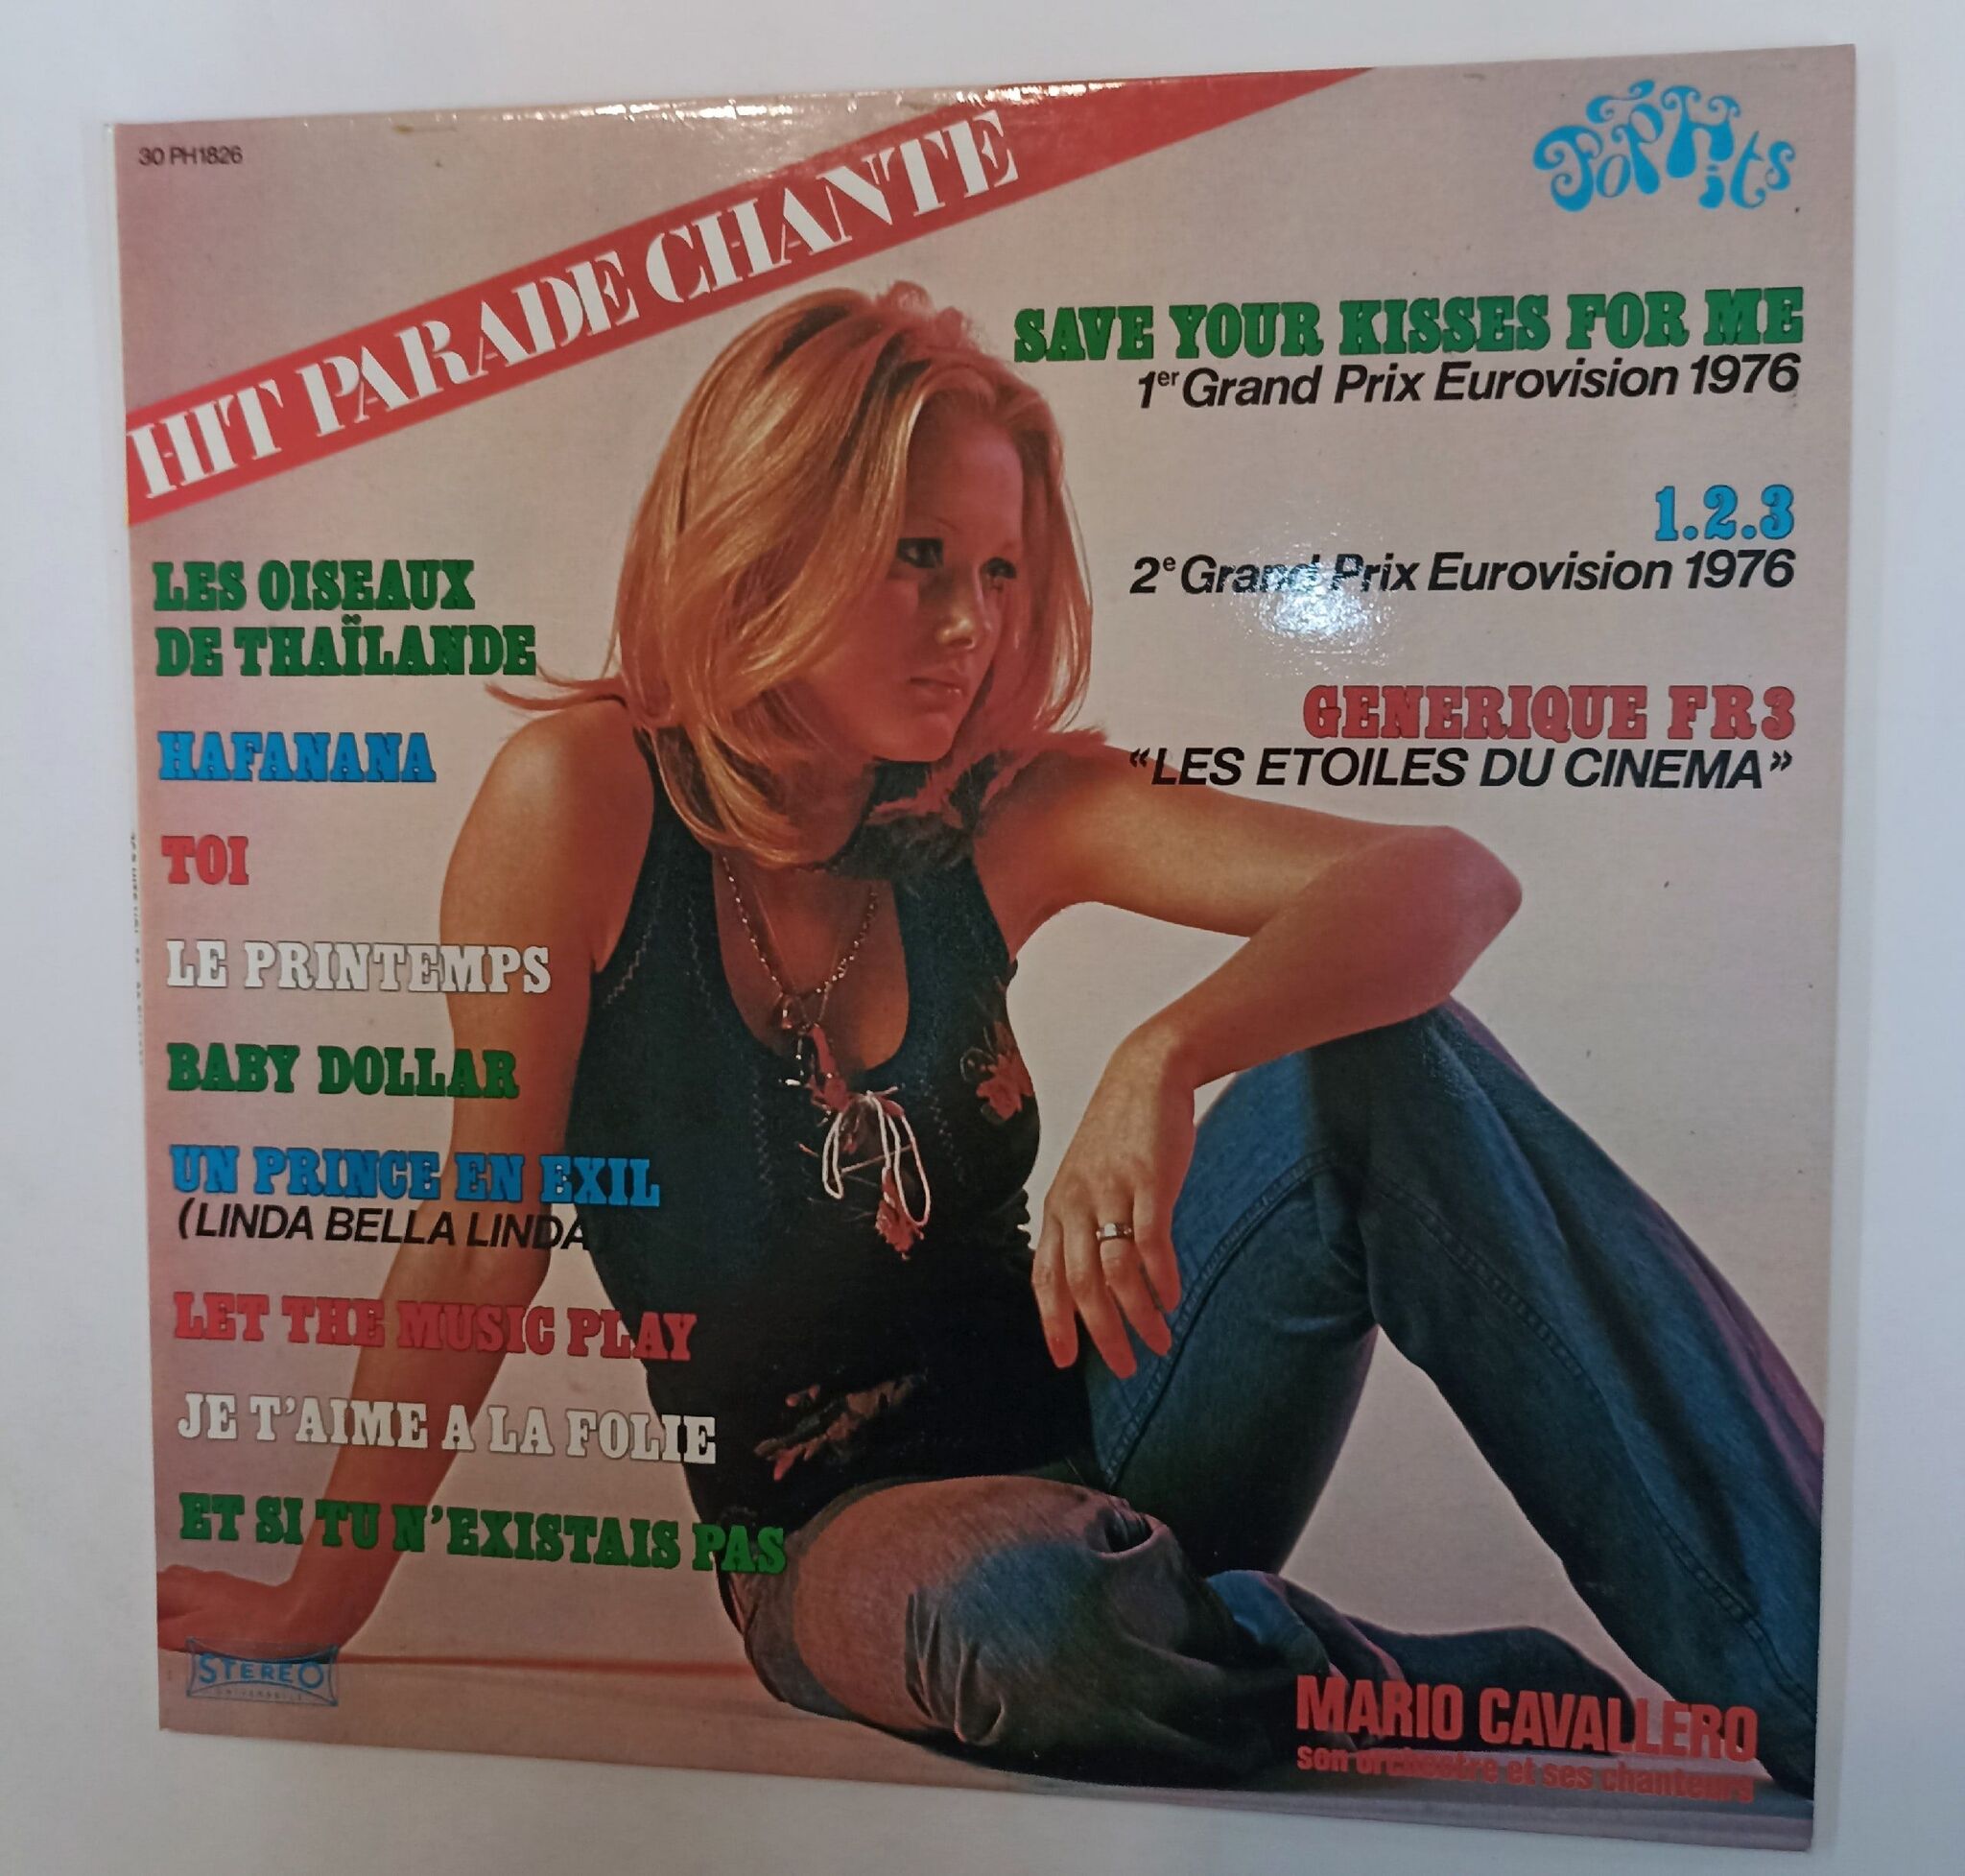 30 PH1826
Pop Hits
HIT PARADE CHANTE
SAVE YOUR KISSES FOR ME
1er Grand Prix Eurovision 1976
1.2.3
2e Grand Prix Eurovision 1976
GENERIQUE FR3
«LES ETOILES DU CINEMA»
LES OISEAUX
DE THAÏLANDE
HAFANANA
TOI
LE PRINTEMPS
BABY DOLLAR
UN PRINCE EN EXIL
(LINDA BELLA LINDA
LET THE MUSIC PLAY
JE T'AIME A LA FOLIE
ET SI TU N'EXISTAIS PAS
STEREO
MARIO CAVALLERO
son orchestre et ses chanteurs